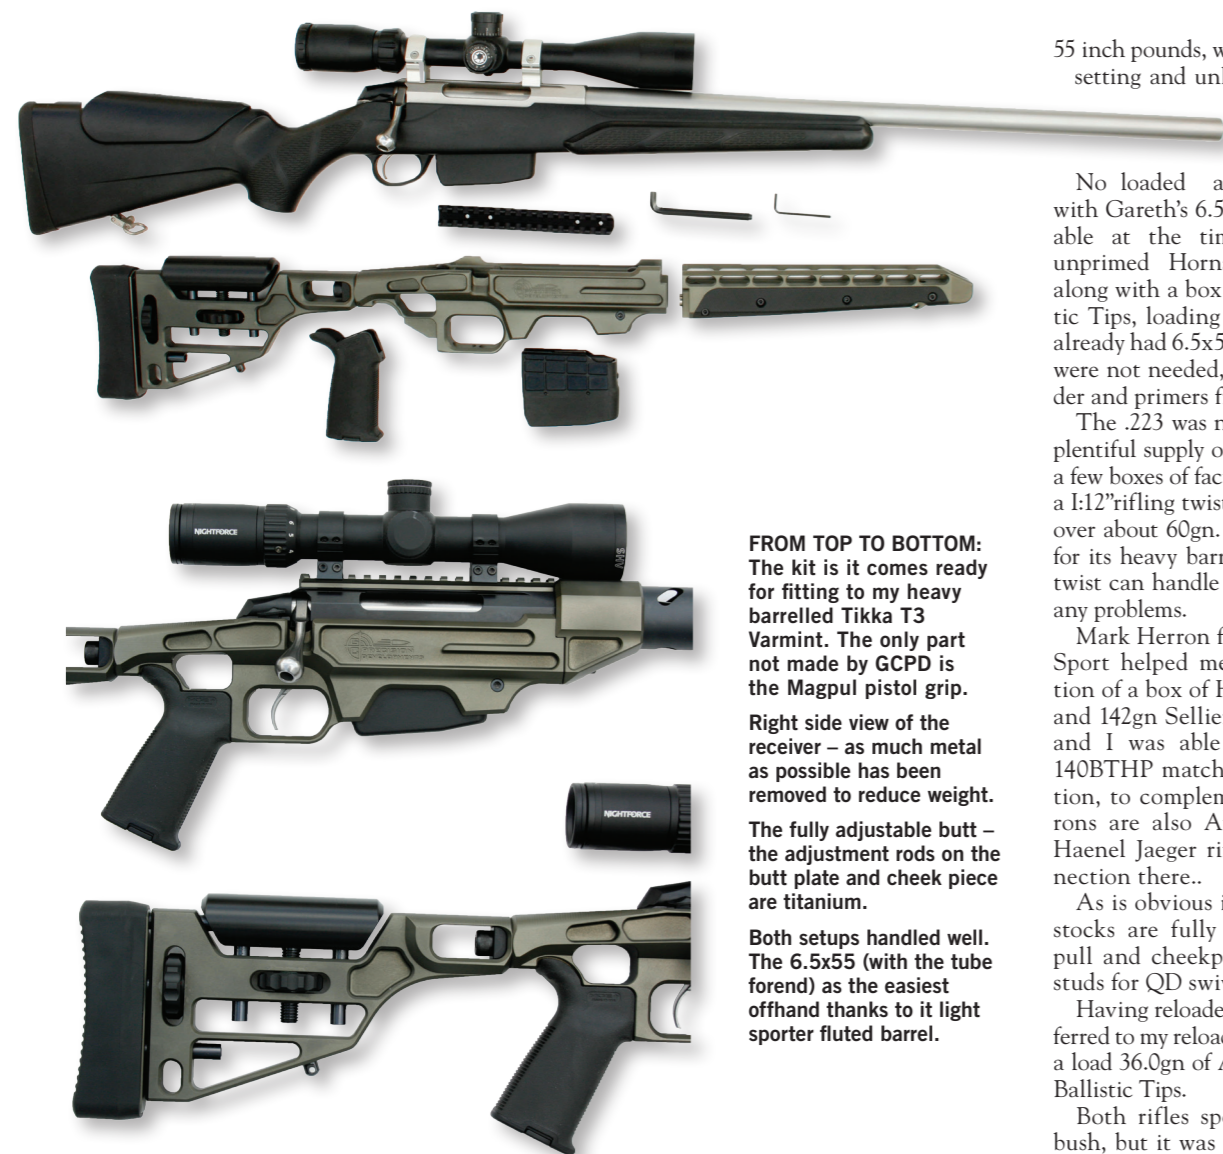 NIGHTFORCE
SHV
NIGHTFORCE
FROM TOP TO BOTTOM:
The kit is it comes ready
for fitting to my heavy
barrelled Tikka T3
Varmint. The only part
not made by GCPD is
the Magpul pistol grip.
Right side view of the
receiver – as much metal
as possible has been
removed to reduce weight.
The fully adjustable butt –
the adjustment rods on the
butt plate and cheek piece
are titanium.
Both setups handled well.
The 6.5x55 (with the tube
forend) as the easiest
offhand thanks to it light
sporter fluted barrel.
55 inch pounds, w
setting and unl
No loaded a
with Gareth's 6.5
able at the tim
unprimed Horn
along with a box
tic Tips, loading
already had 6.5x5
were not needed,
der and primers f
The .223 was n
plentiful supply o
a few boxes of fac
a I:12”rifling twist
over about 60gn.
for its heavy barr
twist can handle
any problems.
Mark Herron f
Sport helped me
tion of a box of H
and 142gn Sellie
and I was able
140BTHP match
tion, to complem
rons are also A
Haenel Jaeger ri
nection there..
As is obvious i
stocks are fully
pull and cheekp
studs for QD swiv
Having reloade
ferred to my reload
a load 36.0gn of A
Ballistic Tips.
Both rifles spe
bush, but it was